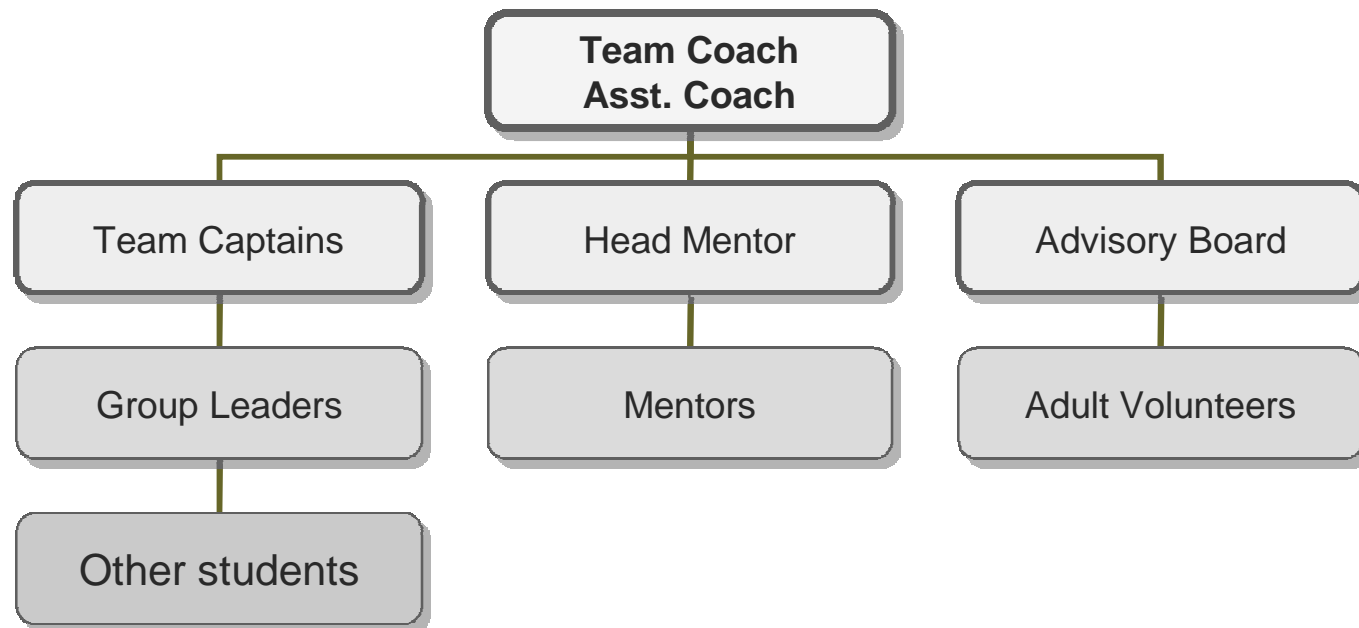 Team Coach
Asst. Coach
Team Captains
Head Mentor
Advisory Board
Group Leaders
Mentors
Adult Volunteers
Other students